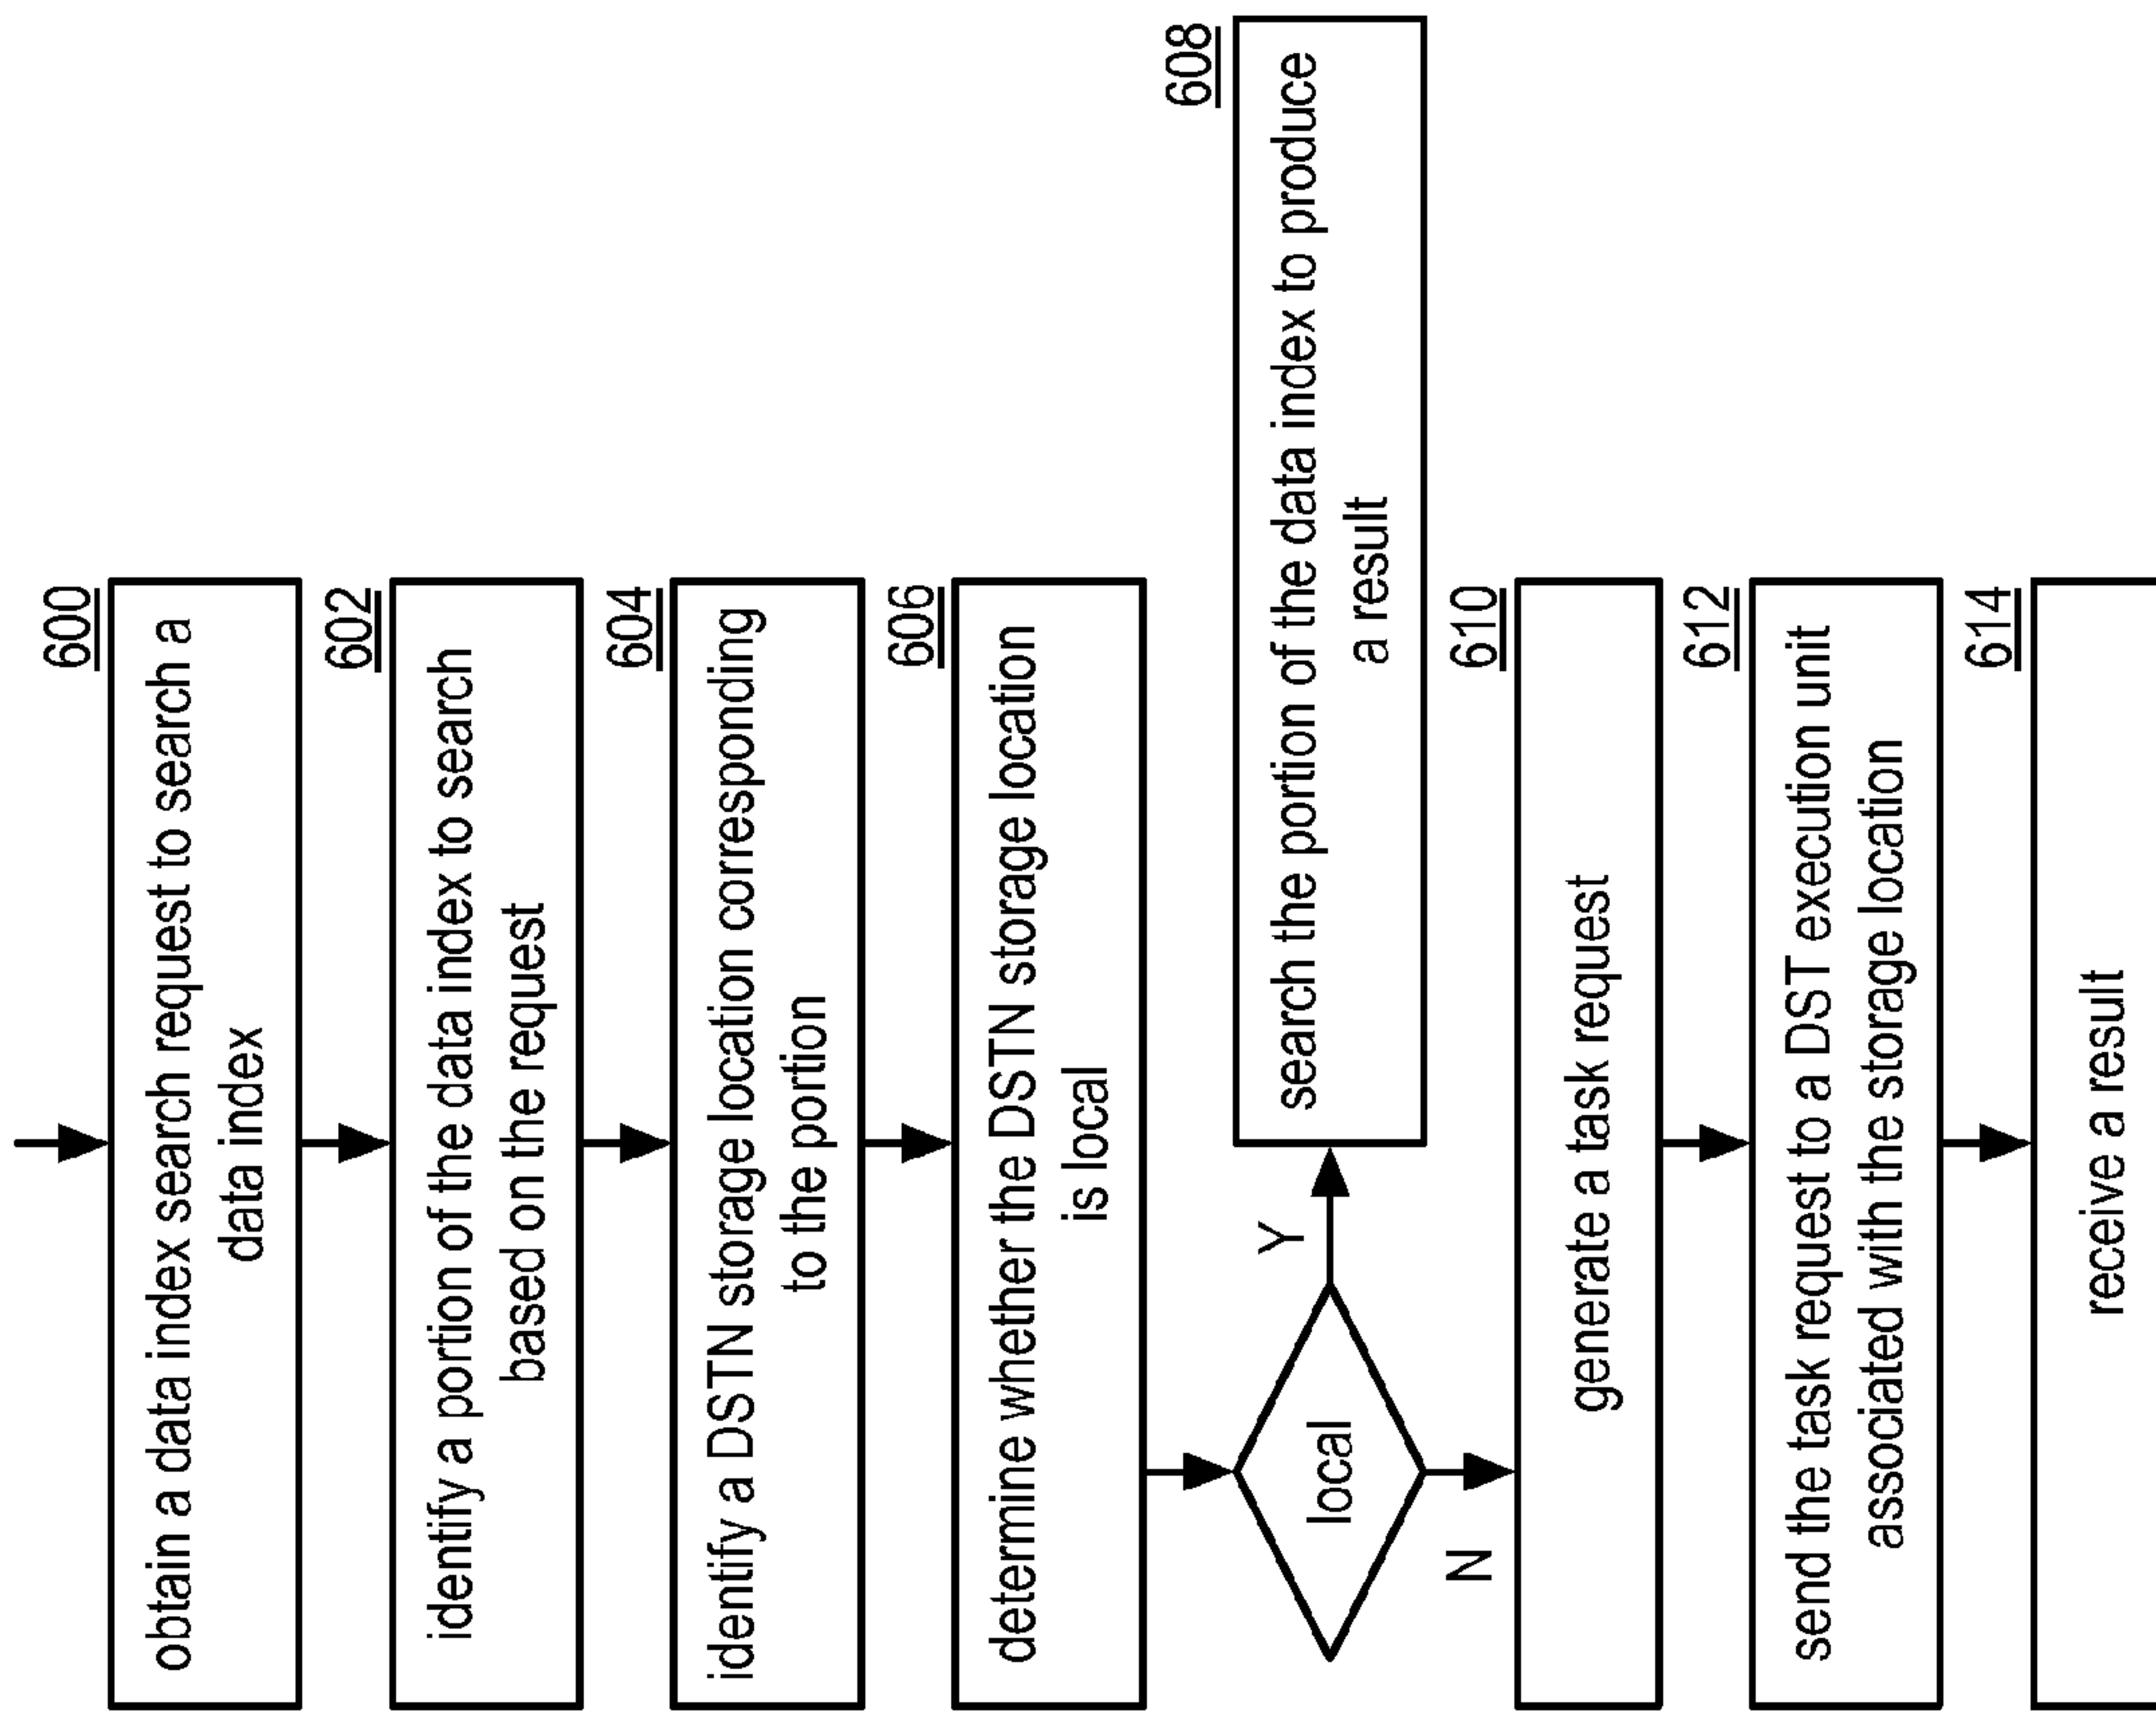 600
obtain a data index search request to search a
data index
602
identify a portion of the data index to search
based on the request
604
identify a DSTN storage location corresponding
to the portion
606
determine whether the DSTN storage location
is local
local
Y
608
search the portion of the data index to produce
a result
N
610
generate a task request
612
send the task request to a DST execution unit
associated with the storage location
614
receive a result